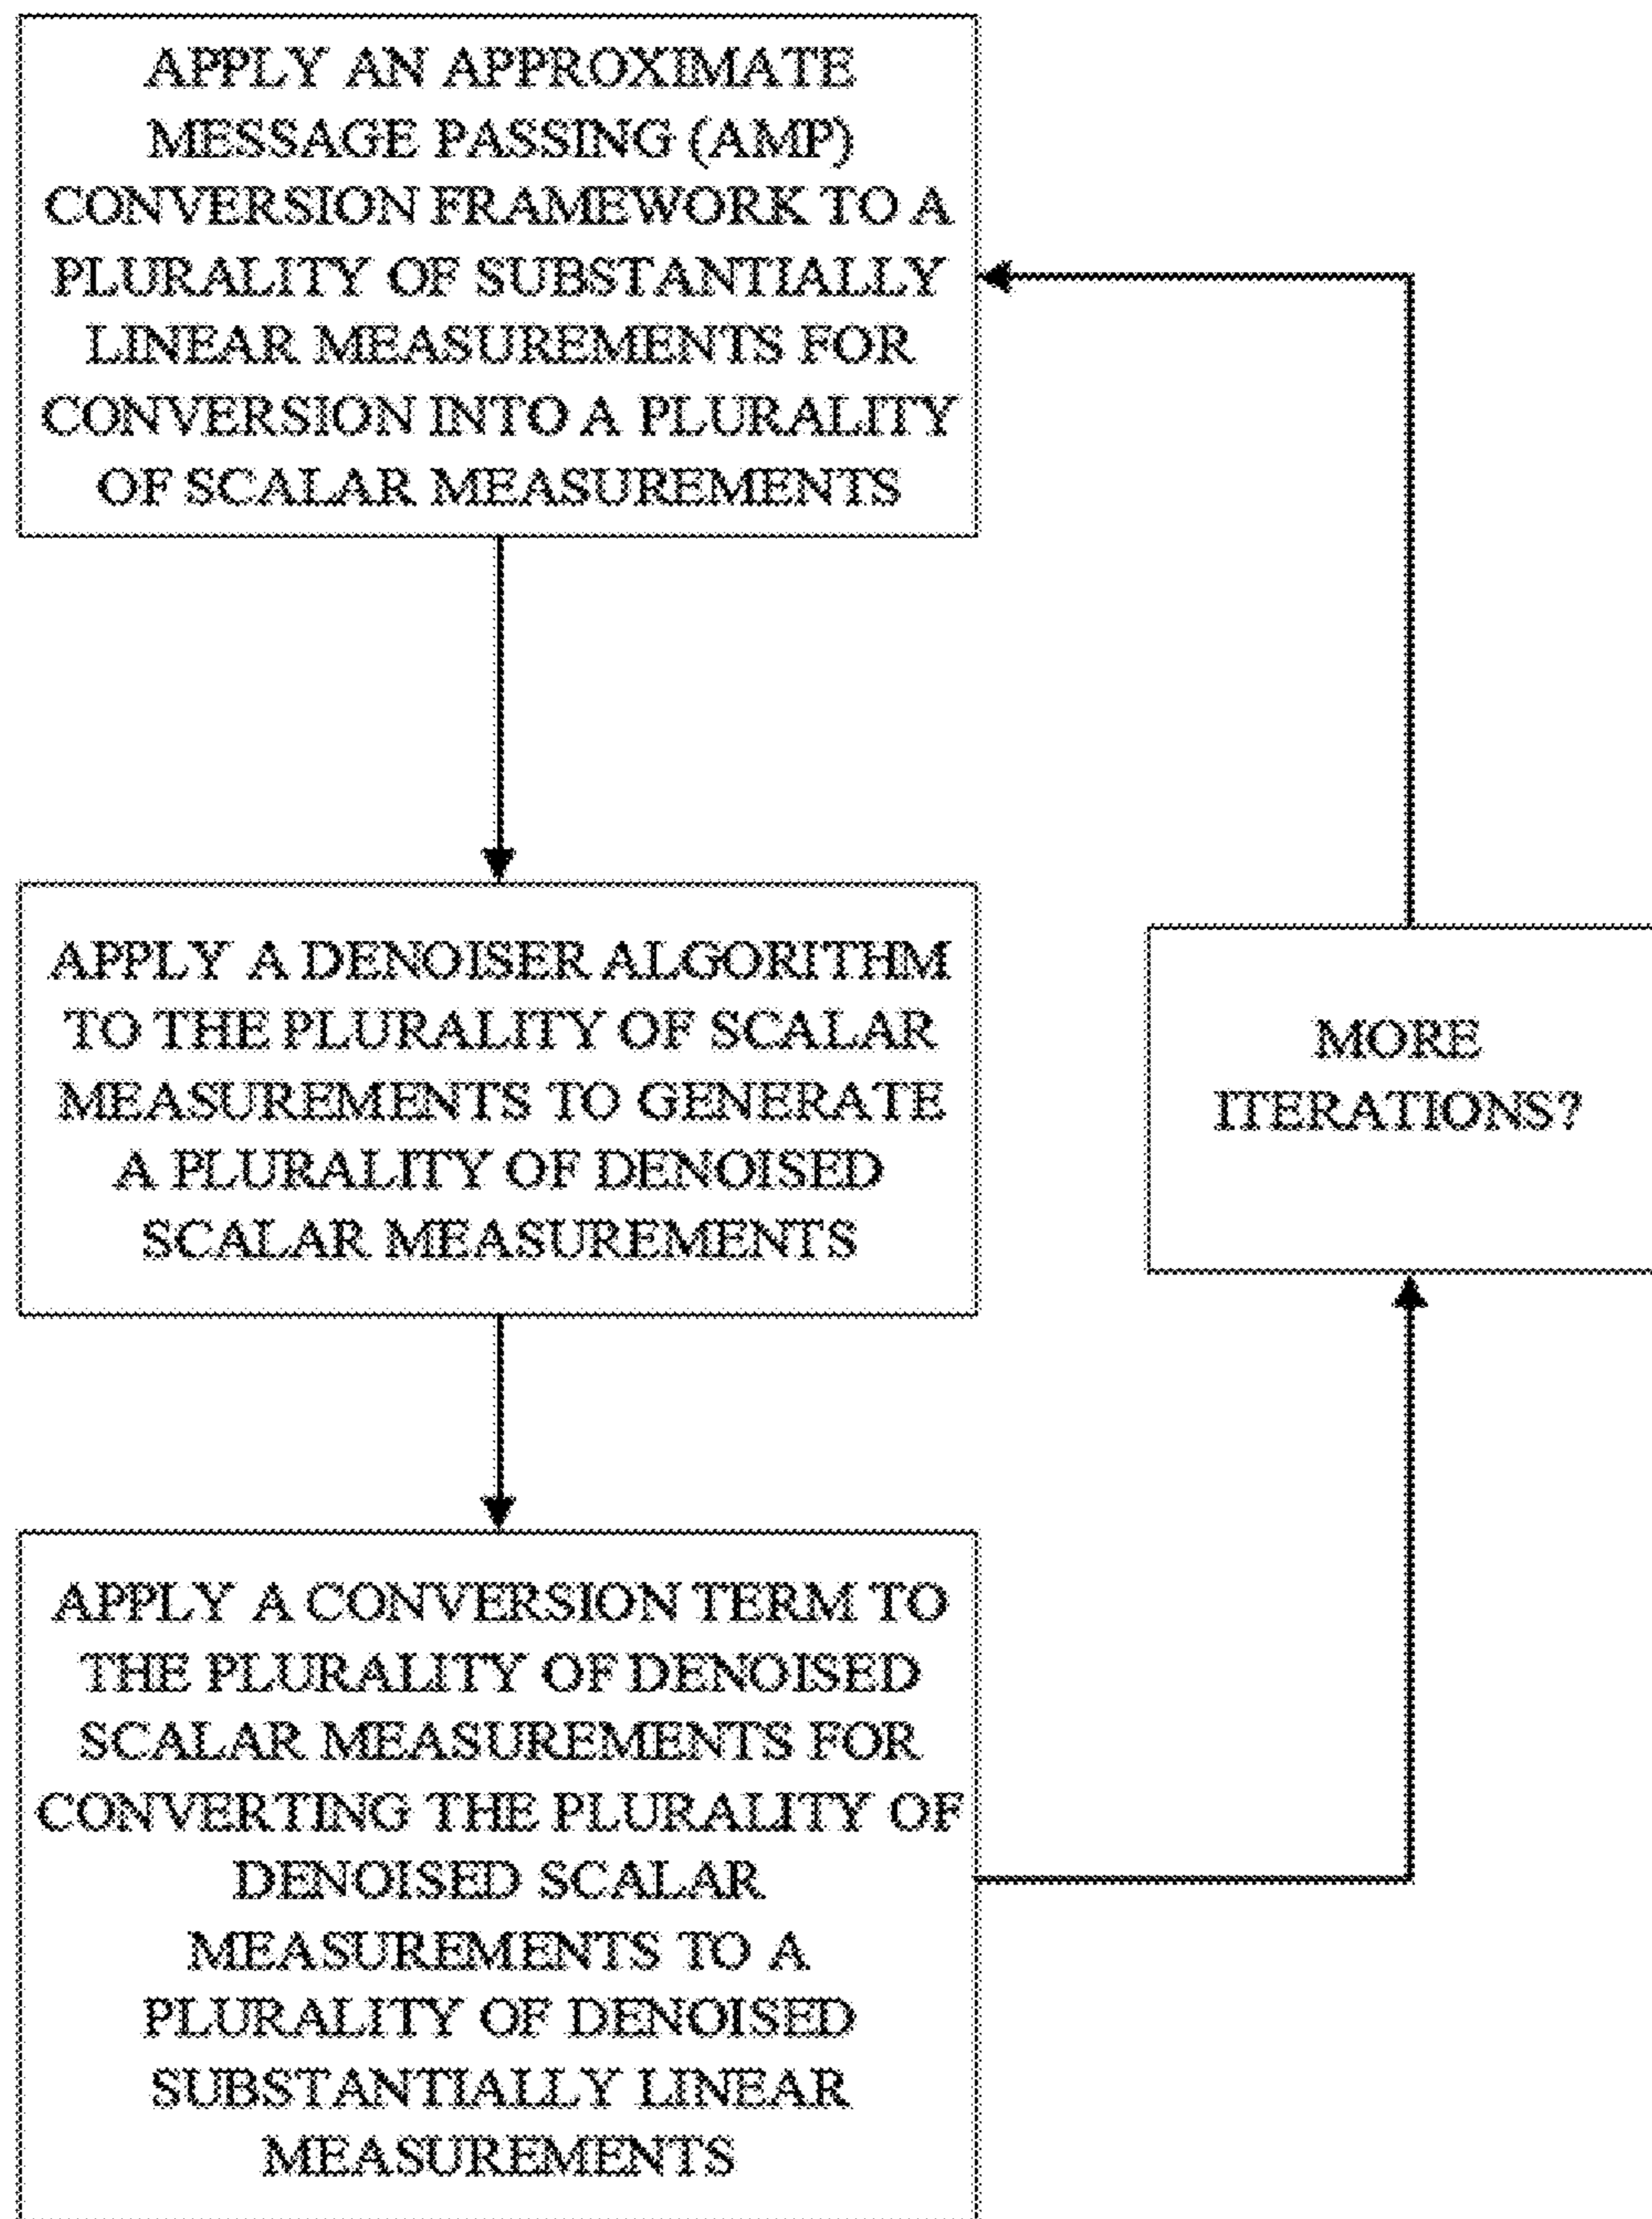 APPLY AN APPROXIMATE
MESSAGE PASSING (AMP)
CONVERSION FRAMEWORK TO A
PLURALITY OF SUBSTANTIALLY
LINEAR MEASUREMENTS FOR
CONVERSION INTO A PLURALITY
OF SCALAR MEASUREMENTS
APPLY A DENOISER ALGORITHM
TO THE PLURALITY OF SCALAR
MEASUREMENTS TO GENERATE
A PLURALITY OF DENOISED
SCALAR MEASUREMENTS
MORE
ITERATIONS?
APPLY A CONVERSION TERM TO
THE PLURALITY OF DENOISED
SCALAR MEASUREMENTS FOR
CONVERTING THE PLURALITY OF
DENOISED SCALAR
MEASUREMENTS TO A
PLURALITY OF DENOISED
SUBSTANTIALLY LINEAR
MEASUREMENTS